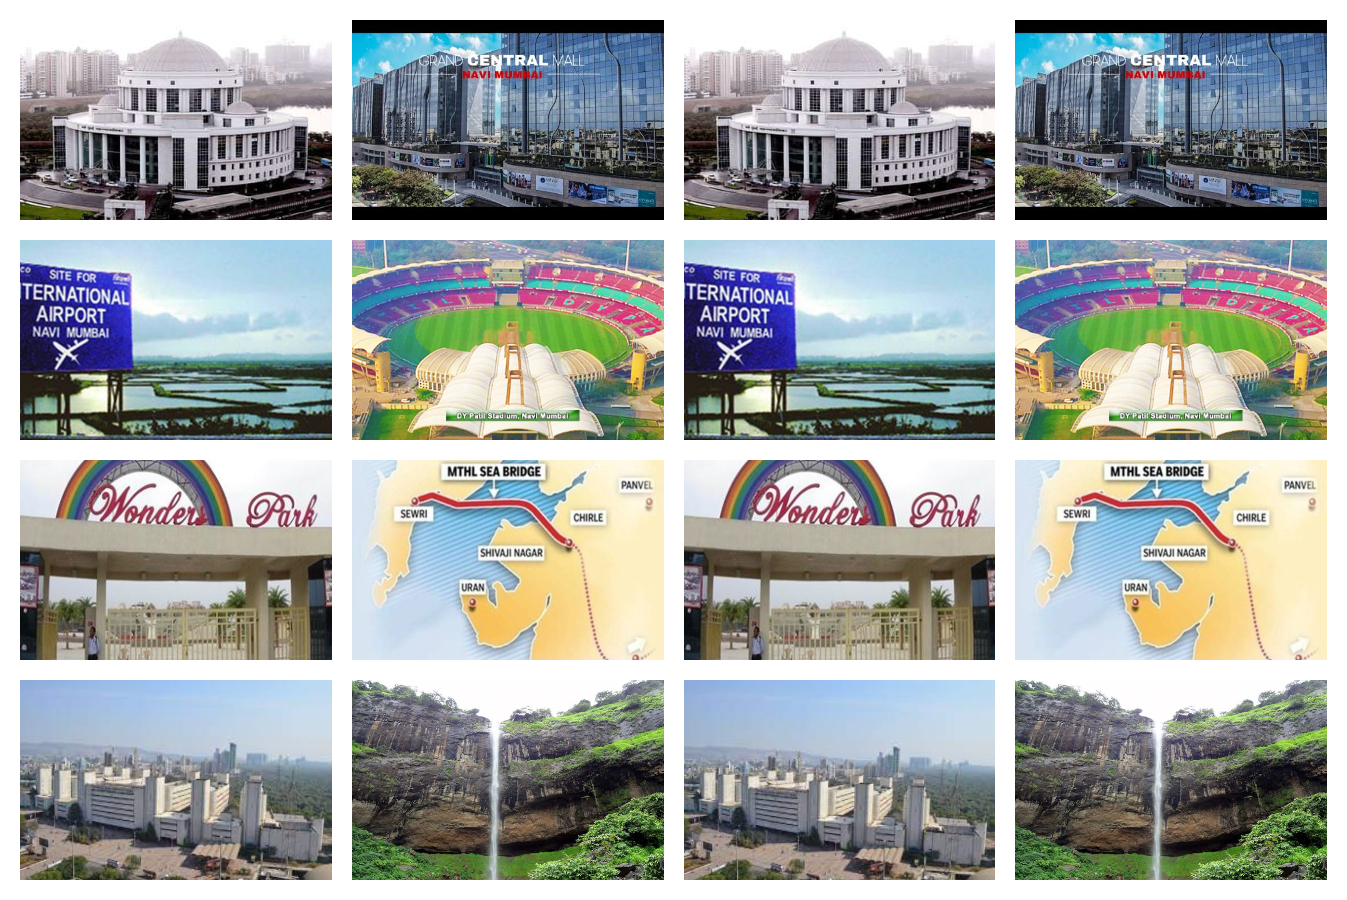 GRAND CENTRAL MALL
NAVI MUMBAI
GRAND CENTRAL MALL
NAVI MUMBAI
SITE FOR
TERNATIONAL
AIRPORT
NAVI MUMBAI
DY Patil Stadium, Navi Mumbai
SITE FOR
TERNATIONAL
AIRPORT
NAVI MUMBAI
DY Patil Stadium, Navi Mumbai
Wonders Park
MTHL SEA BRIDGE
SEWRI
PANVEL
CHIRLE
SHIVAJI NAGAR
URAN
Wonders Park
MTHL SEA BRIDGE
SEWRI
PANVEL
CHIRLE
SHIVAJI NAGAR
URAN